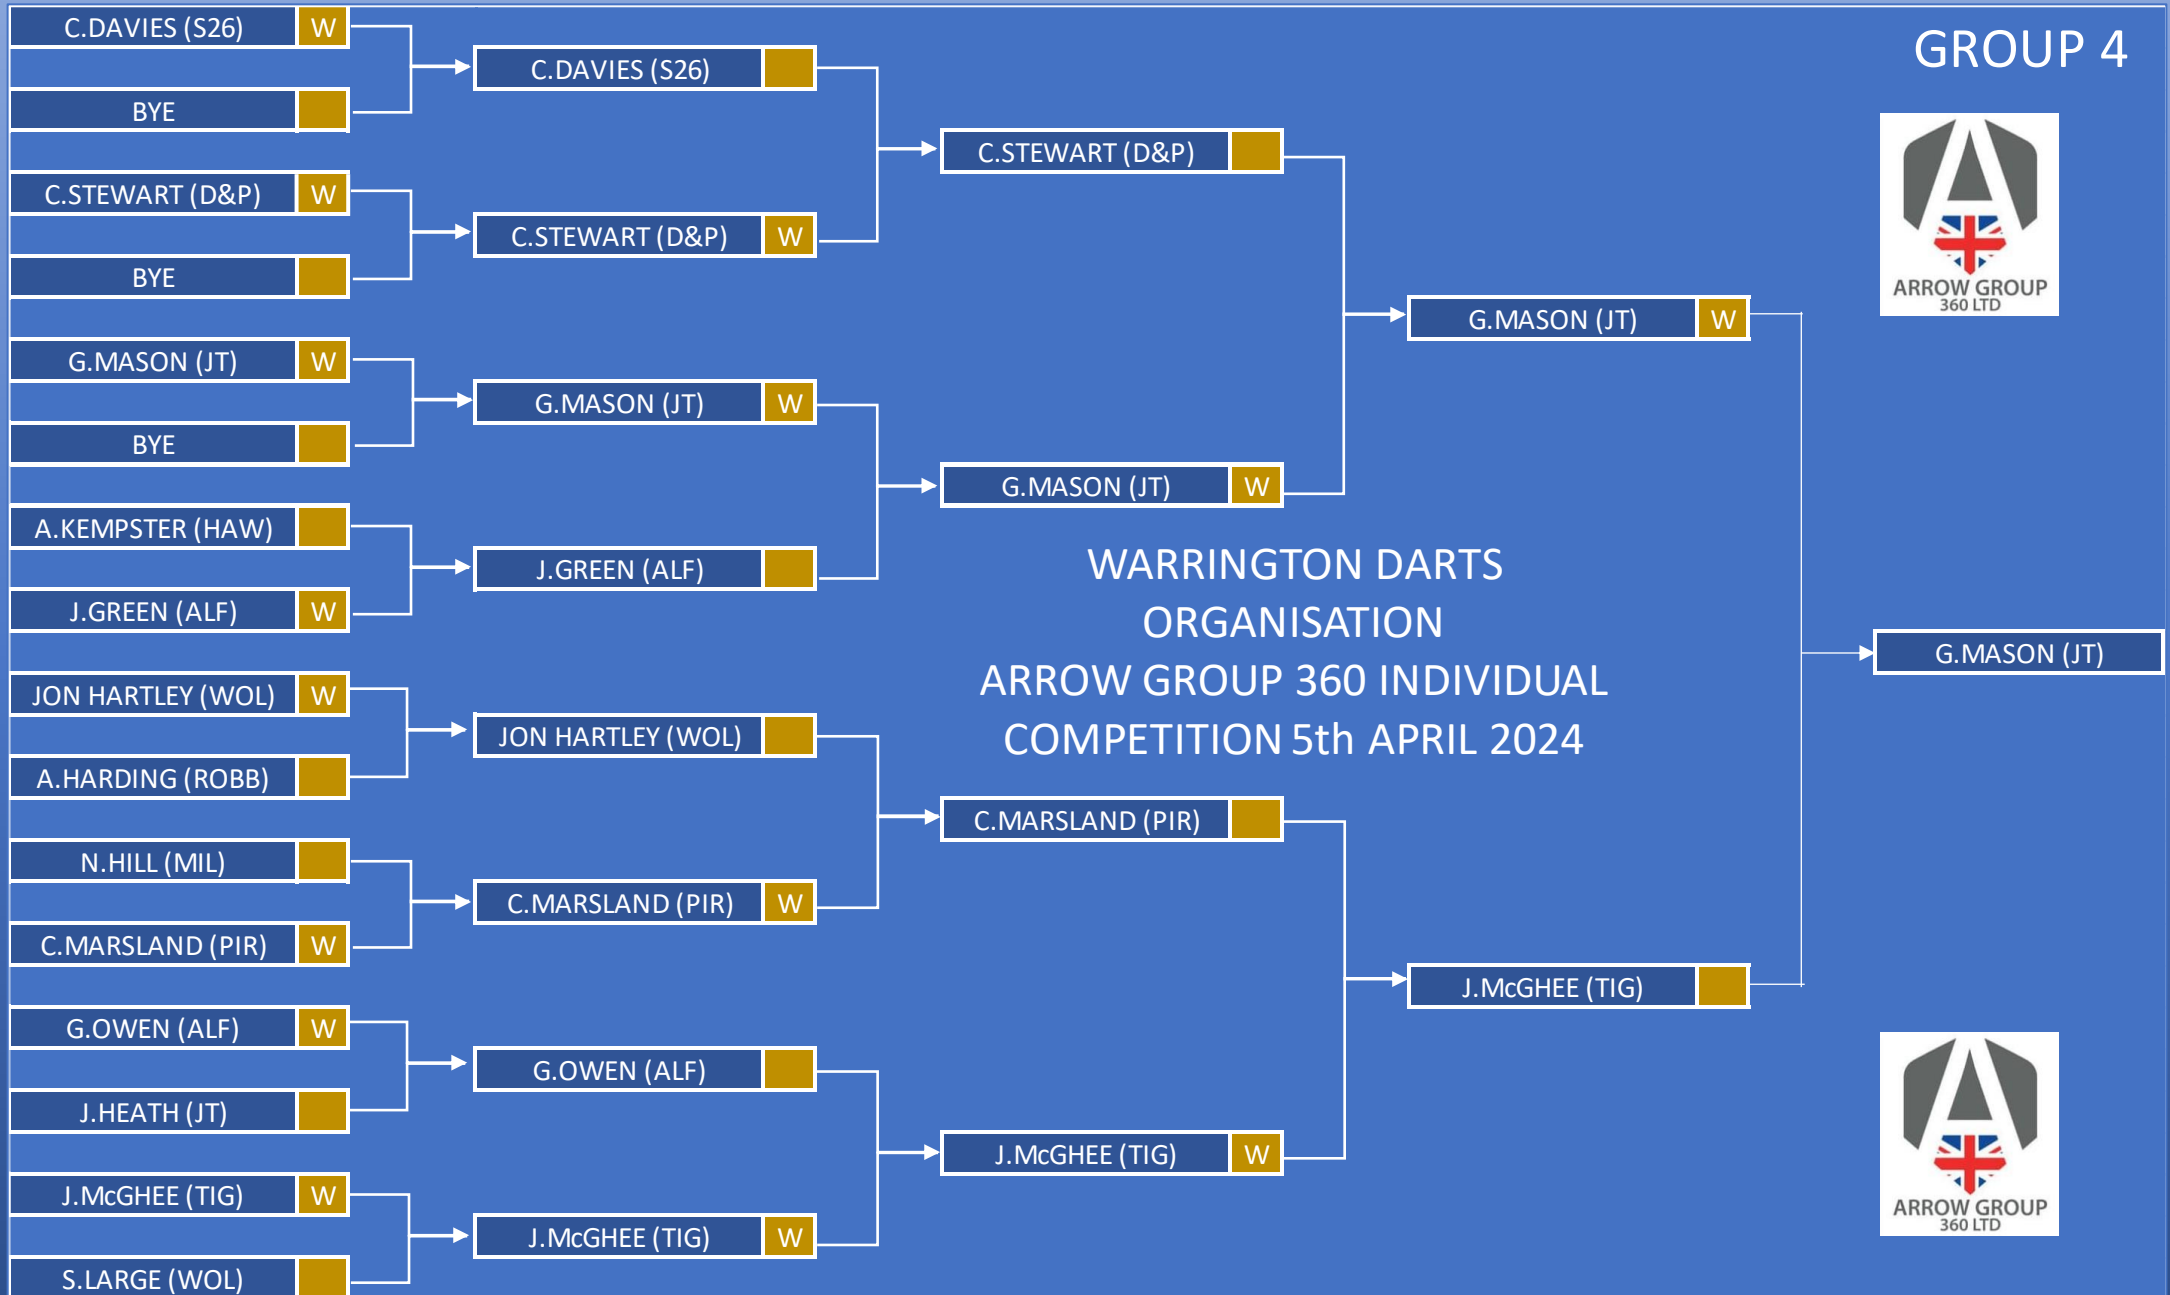 GROUP 4
C.DAVIES (S26) W
BYE
C.STEWART (D&P) W
BYE
G.MASON (JT) W
BYE
A.KEMPSTER (HAW)
J.GREEN (ALF) W
JON HARTLEY (WOL) W
A.HARDING (ROBB)
N.HILL (MIL)
C.MARSLAND (PIR) W
G.OWEN (ALF) W
J.HEATH (JT)
J.McGHEE (TIG) W
S.LARGE (WOL)
C.DAVIES (S26)
C.STEWART (D&P) W
G.MASON (JT) W
J.GREEN (ALF)
JON HARTLEY (WOL)
C.MARSLAND (PIR) W
G.OWEN (ALF)
J.McGHEE (TIG) W
C.STEWART (D&P)
G.MASON (JT) W
C.MARSLAND (PIR)
J.McGHEE (TIG) W
G.MASON (JT) W
J.McGHEE (TIG)
G.MASON (JT)
WARRINGTON DARTS
ORGANISATION
ARROW GROUP 360 INDIVIDUAL
COMPETITION 5th APRIL 2024
ARROW GROUP
360 LTD
ARROW GROUP
360 LTD